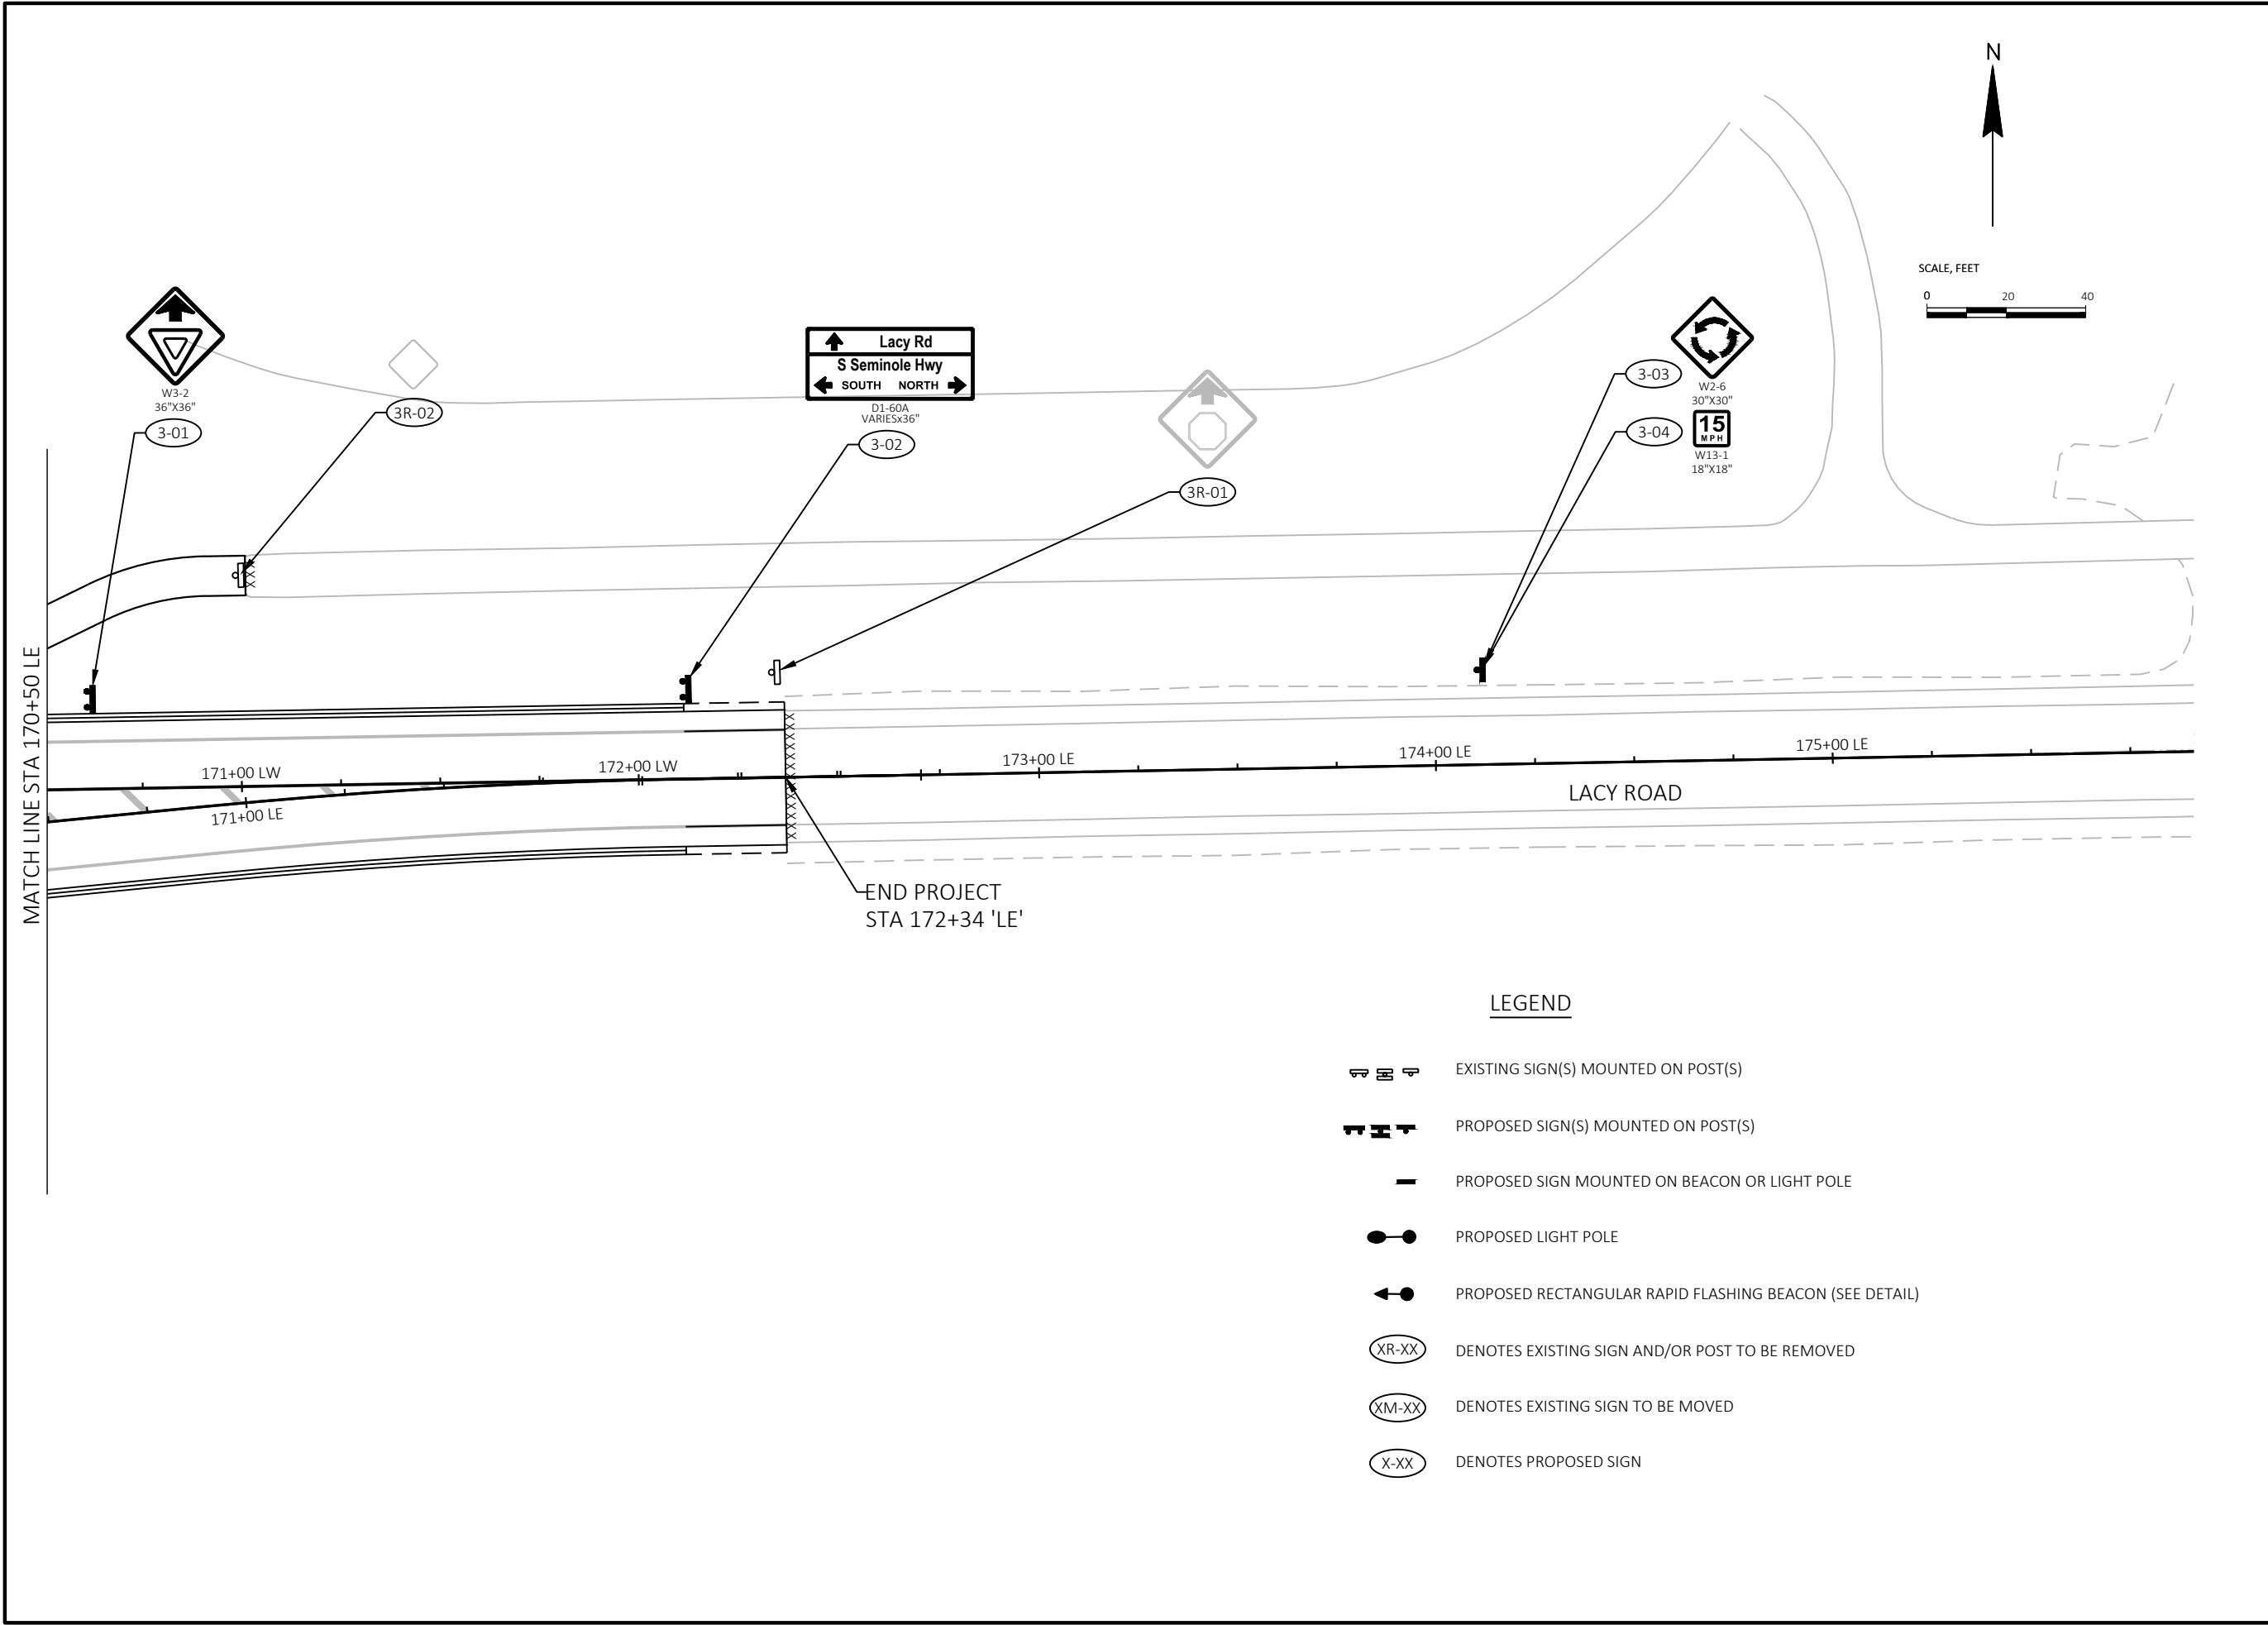 N
SCALE, FEET
0 20 40
W3-2
36"X36"
3-01
3R-02
Lacy Rd
S Seminole Hwy
SOUTH NORTH
D1-60A
VARIESx36"
3-02
3R-01
3-03
W2-6
30"X30"
3-04
15
MPH
W13-1
18"X18"
MATCH LINE STA 170+50 LE
171+00 LW
172+00 LW
173+00 LE
174+00 LE
175+00 LE
171+00 LE
LACY ROAD
END PROJECT
STA 172+34 'LE'
LEGEND
EXISTING SIGN(S) MOUNTED ON POST(S)
PROPOSED SIGN(S) MOUNTED ON POST(S)
PROPOSED SIGN MOUNTED ON BEACON OR LIGHT POLE
PROPOSED LIGHT POLE
PROPOSED RECTANGULAR RAPID FLASHING BEACON (SEE DETAIL)
XR-XX DENOTES EXISTING SIGN AND/OR POST TO BE REMOVED
XM-XX DENOTES EXISTING SIGN TO BE MOVED
X-XX DENOTES PROPOSED SIGN